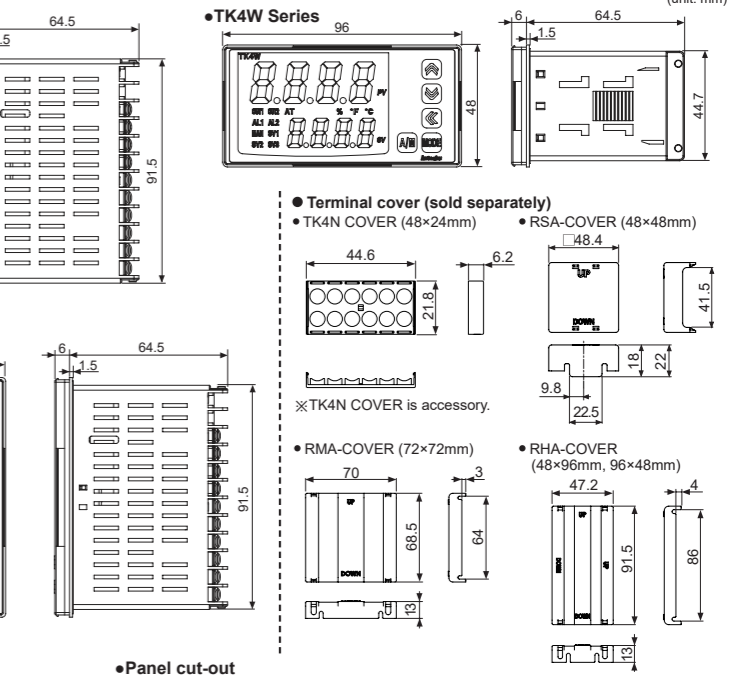 (unit: mm)
64.5
.5
91.5
●TK4W Series
96
48
TK4W
PV
OUT1 OUT2 AT % °F °C
AL1 AL2
MAN SV1
SV2 SV3
SV
A/M MODE
Autonics
6 64.5
1.5
44.7
● Terminal cover (sold separately)
● TK4N COVER (48×24mm)
44.6
6.2
21.8
※TK4N COVER is accessory.
● RSA-COVER (48×48mm)
□48.4
UP
DOWN
41.5
18
22
9.8
22.5
6 64.5
1.5
91.5
● RMA-COVER (72×72mm)
70
3
UP
DOWN
68.5
64
13
● RHA-COVER
(48×96mm, 96×48mm)
47.2
4
UP
DOWN
UP
DOWN
91.5
86
13
●Panel cut-out